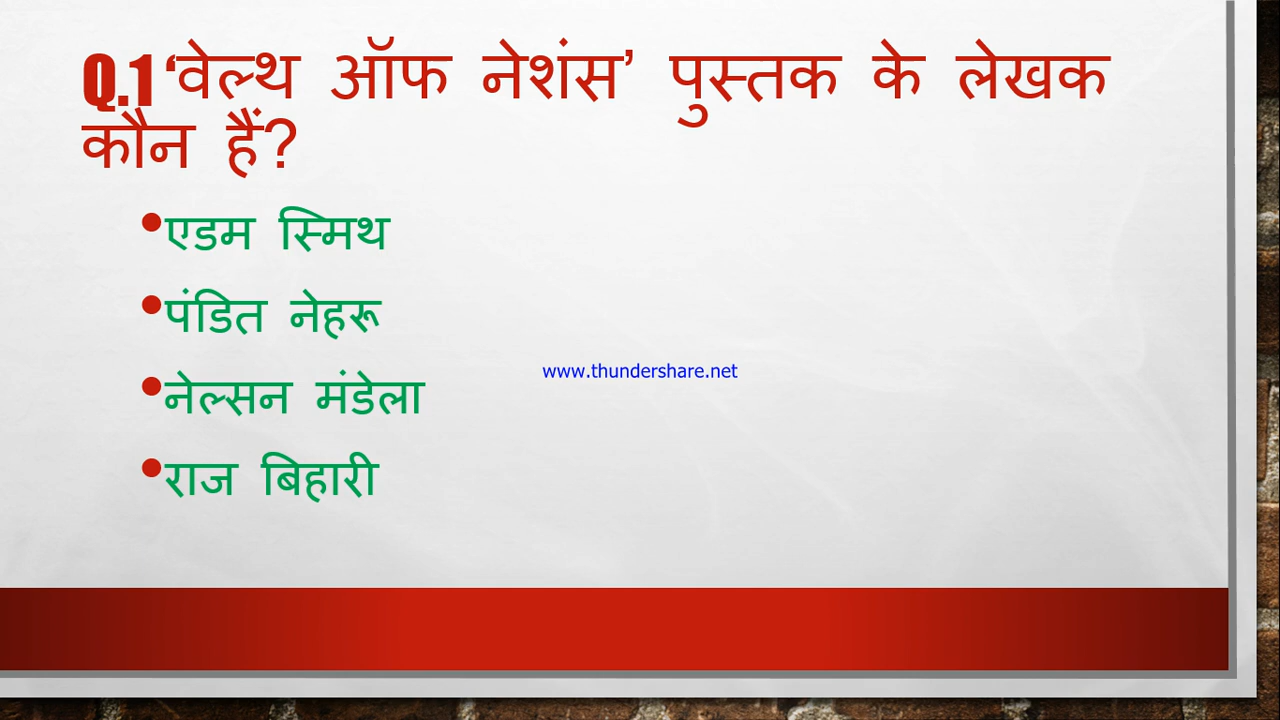 Q.1 ‘वेल्थ ऑफ नेशंस’ पुस्तक के लेखक
कौन हैं?
•एडम स्मिथ
•पंडित नेहरू
•नेल्सन मंडेला
www.thundershare.net
•राज बिहारी